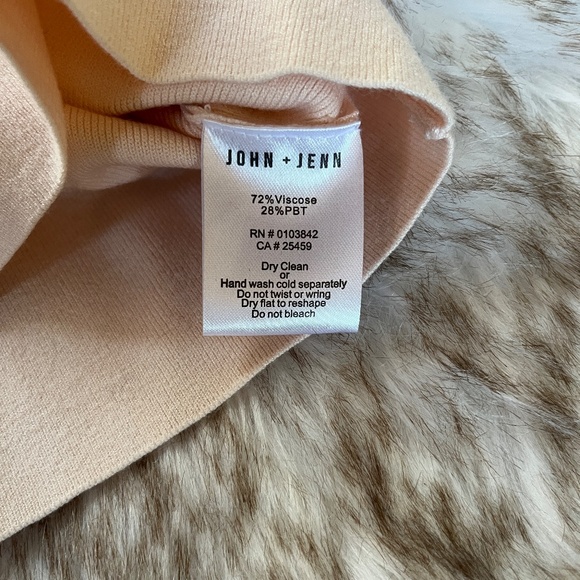 JOHN + JENN
72%Viscose
28%PBT
RN # 0103842
CA # 25459
Dry Clean
or
Hand wash cold separately
Do not twist or wring
Dry flat to reshape
Do not bleach